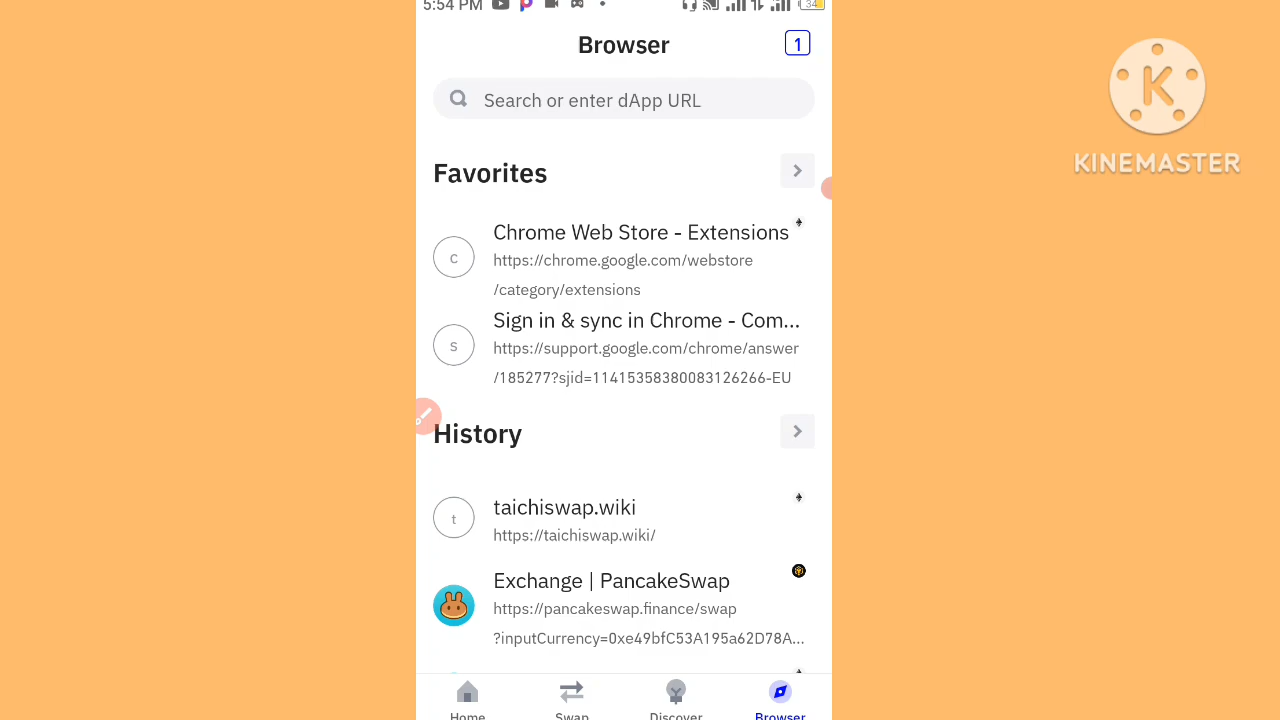 5:54 PM
34
Browser
1
Search or enter dApp URL
K
KINEMASTER
Favorites
C
Chrome Web Store - Extensions
https://chrome.google.com/webstore
/category/extensions
S
Sign in & sync in Chrome - Com...
https://support.google.com/chrome/answer
/185277?sjid=11415358380083126266-EU
History
t
taichiswap.wiki
https://taichiswap.wiki/
Exchange | PancakeSwap
https://pancakeswap.finance/swap
?inputCurrency=0xe49bfC53A195a62D78A...
Home
Swap
Discover
Browser